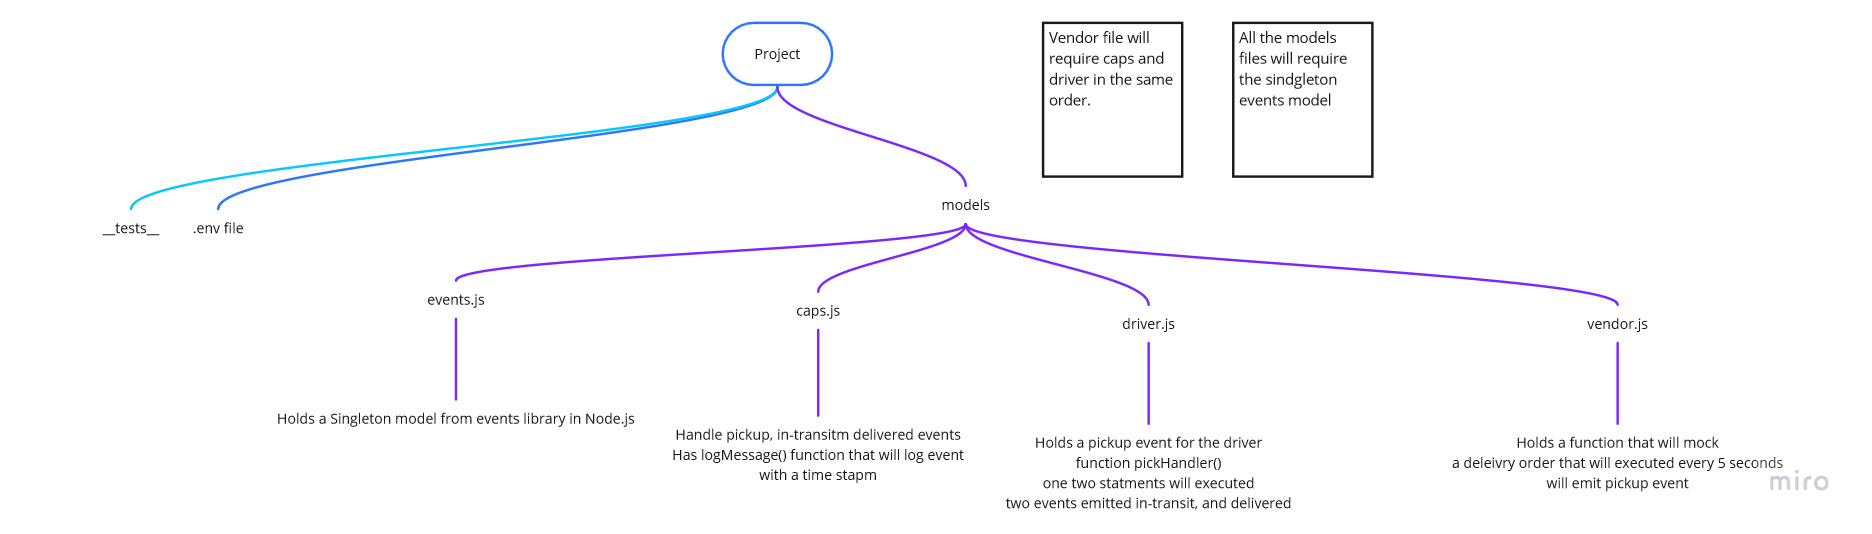 Project
Vendor file will
require caps and
driver in the same
order.
All the models
files will require
the sindgleton
events model
__tests__
.env file
models
events.js
caps.js
driver.js
vendor.js
Holds a Singleton model from events library in Node.js
Handle pickup, in-transitm delivered events
Has logMessage() function that will log event
with a time stapm
Holds a pickup event for the driver
function pickHandler()
one two statments will executed
two events emitted in-transit, and delivered
Holds a function that will mock
a deleivry order that will executed every 5 seconds
will emit pickup event
miro